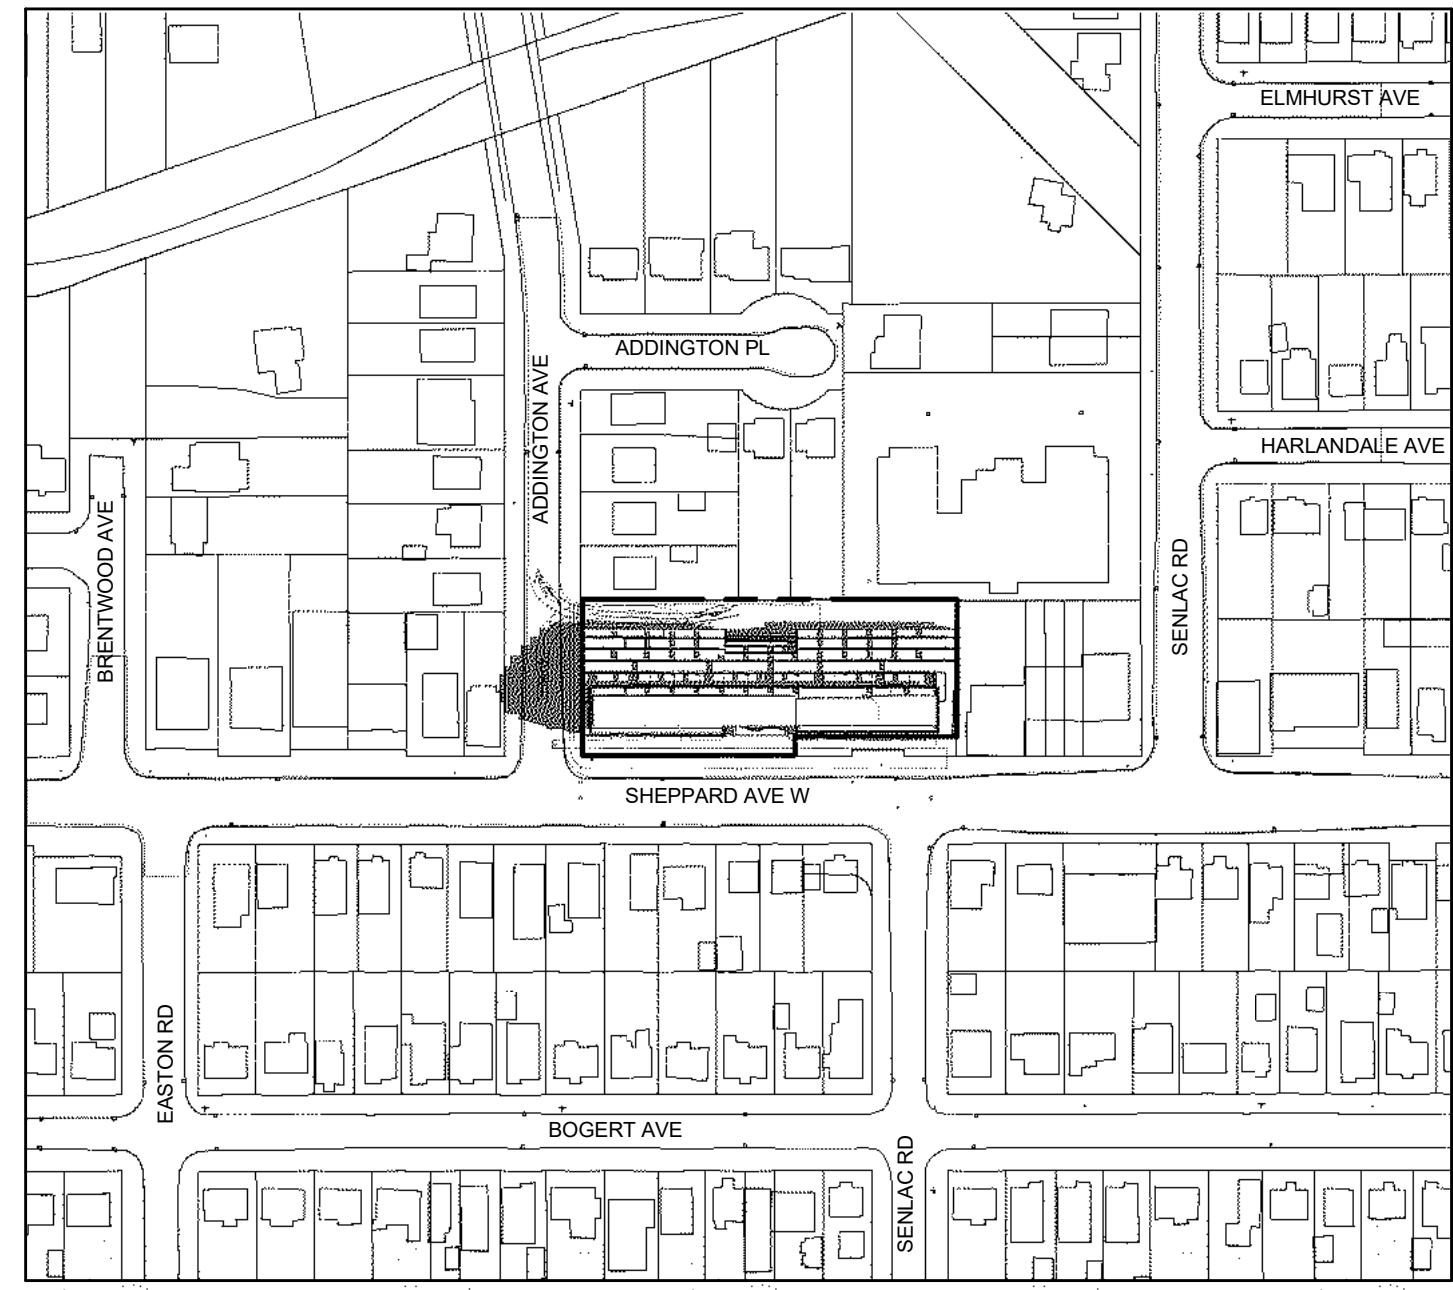 ELMHURST AVE
ADDINGTON PL
ADDINGTON AVE
HARLANDALE AVE
BRENTWOOD AVE
SENLAC RD
SHEPPARD AVE W
EASTON RD
BOGERT AVE
SENLAC RD